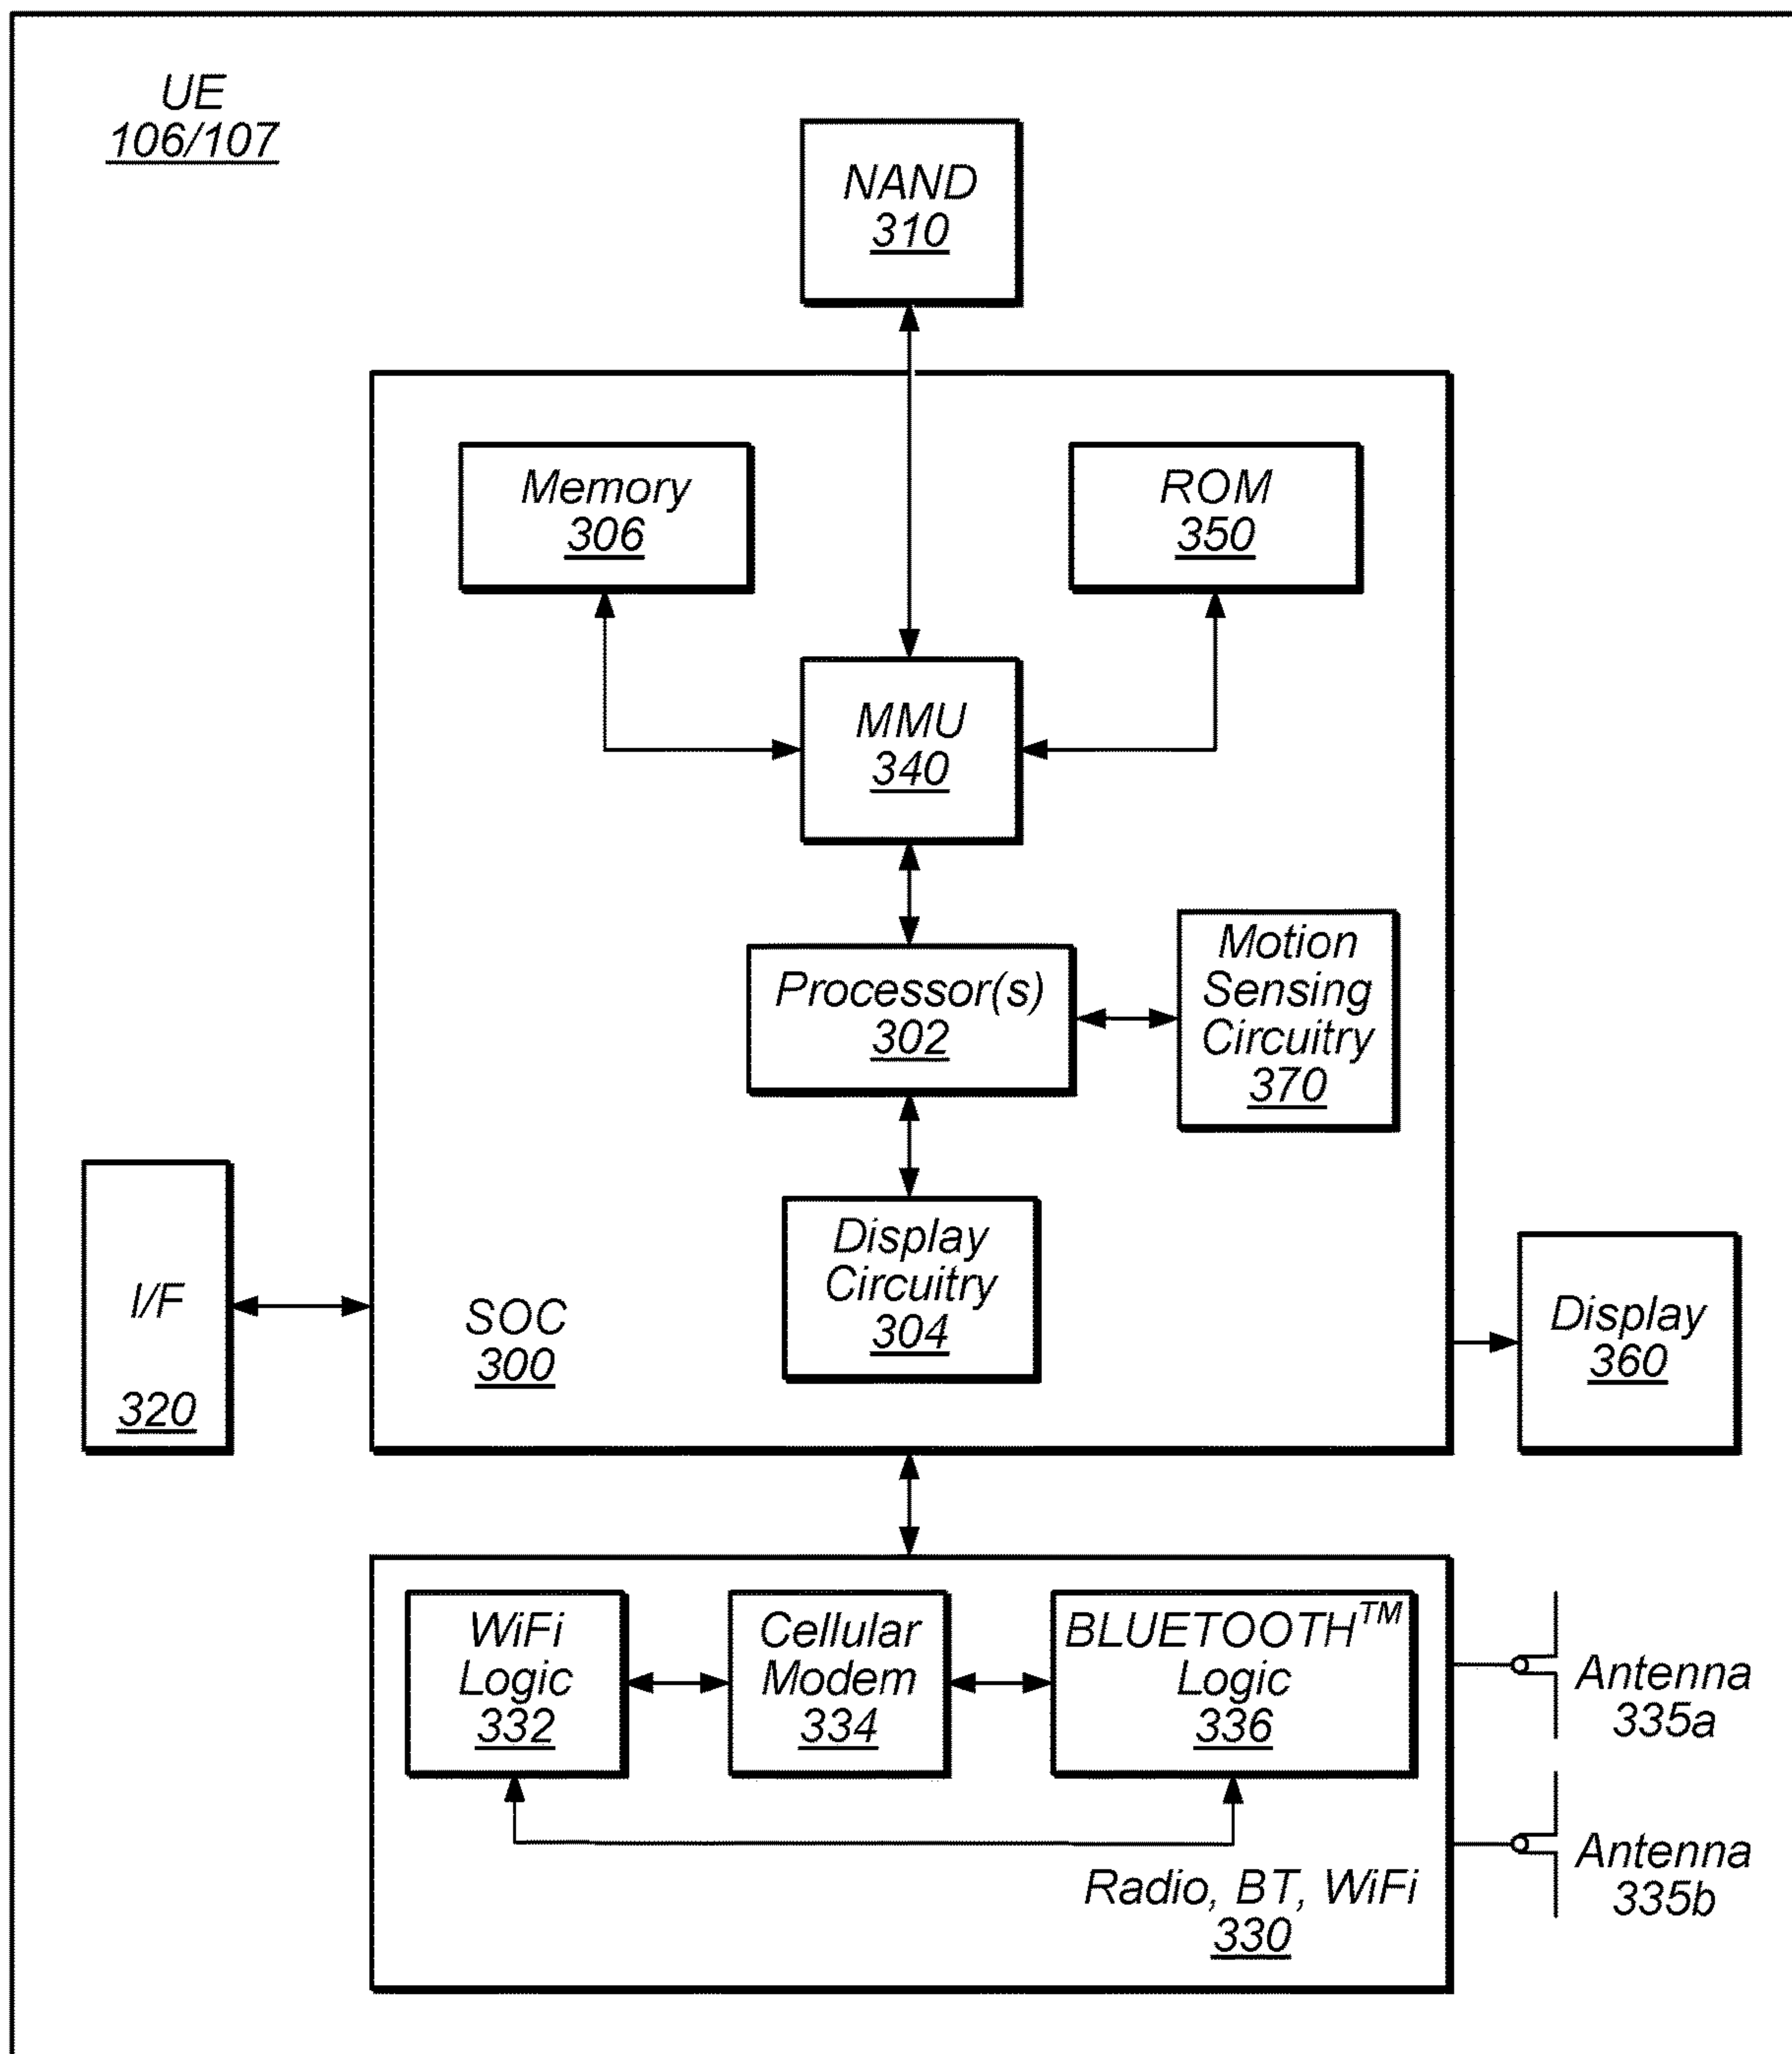 UE
106/107
NAND
310
Memory
306
ROM
350
MMU
340
Processor(s)
302
Motion
Sensing
Circuitry
370
Display
Circuitry
304
I/F
320
SOC
300
Display
360
WiFi
Logic
332
Cellular
Modem
334
BLUETOOTH™
Logic
336
Antenna
335a
Antenna
335b
Radio, BT, WiFi
330